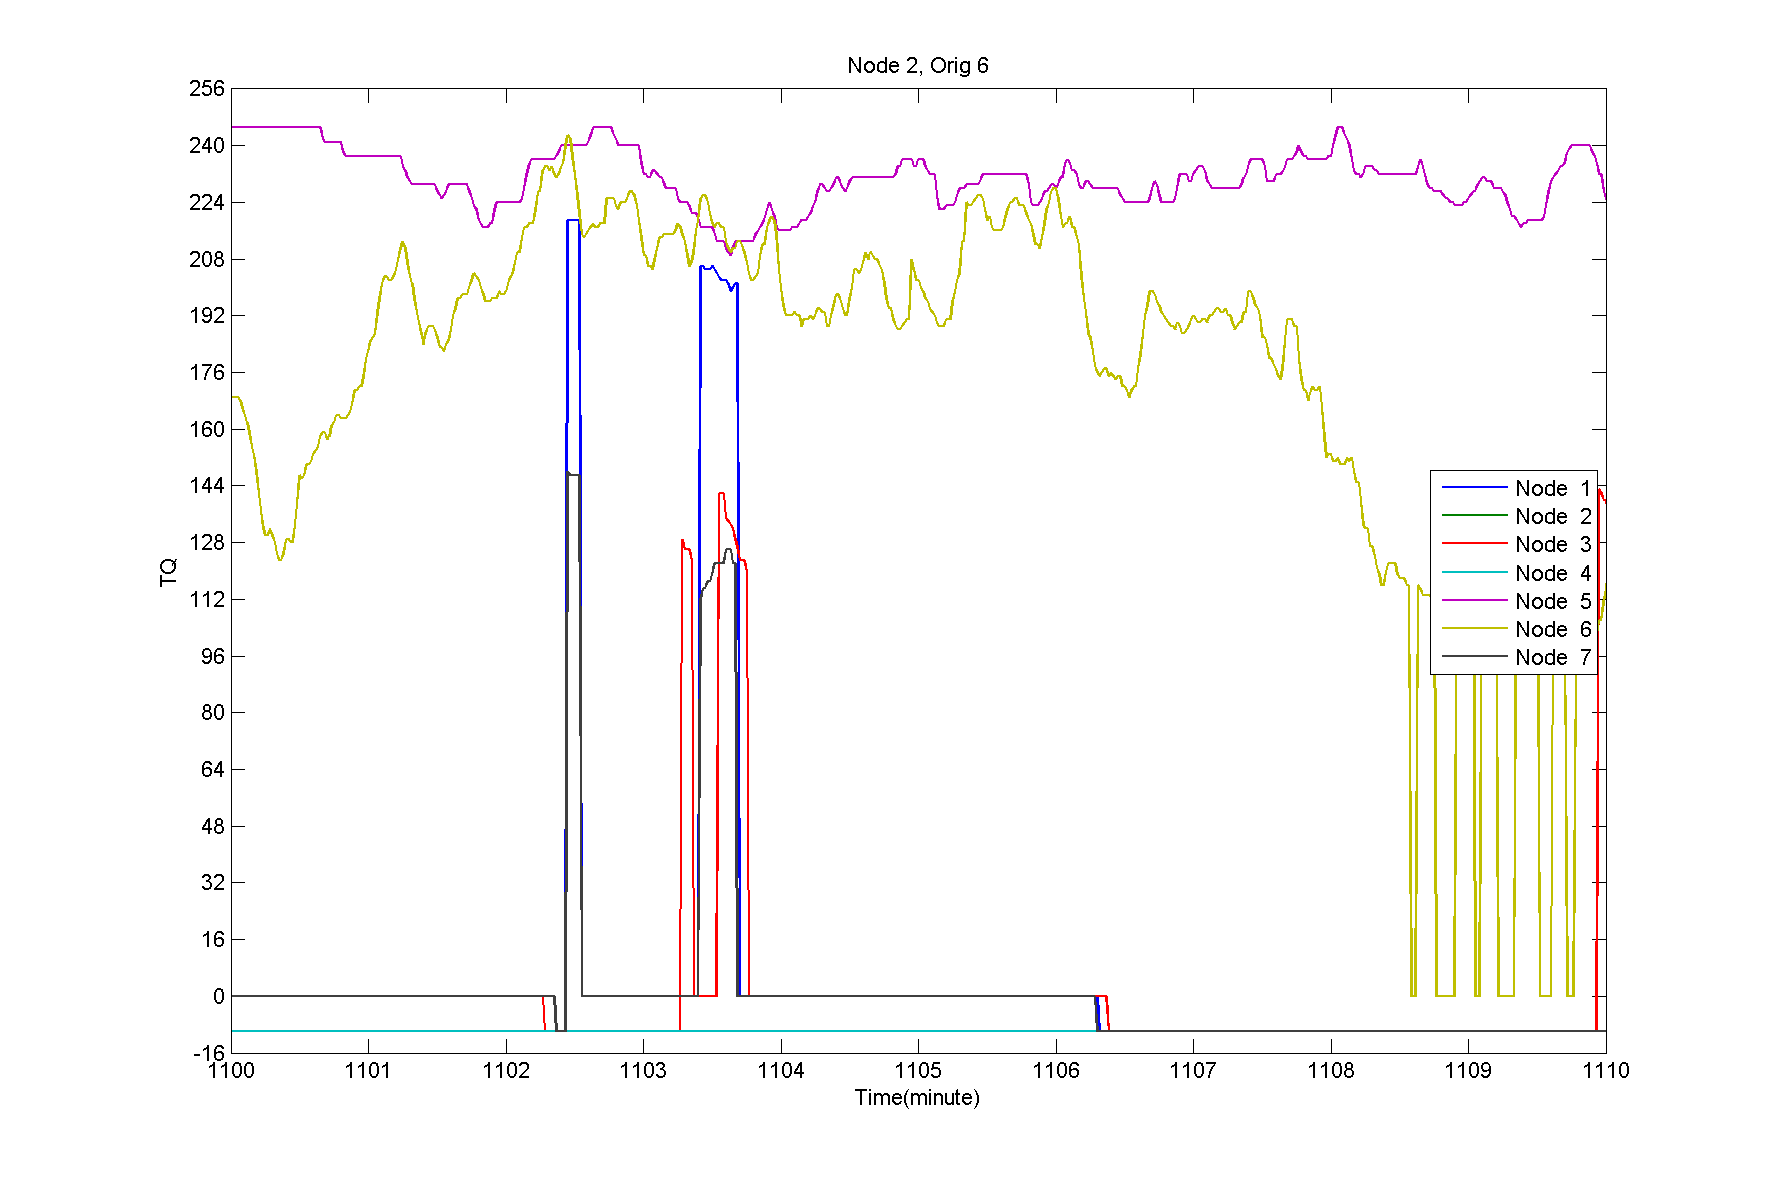 Node 2, Orig 6
256
240
224
208
192
176
160
144
128
112
96
80
64
48
32
16
0
-16
TQ
Node 1
Node 2
Node 3
Node 4
Node 5
Node 6
Node 7
1100 1101 1102 1103 1104 1105 1106 1107 1108 1109 1110
Time(minute)